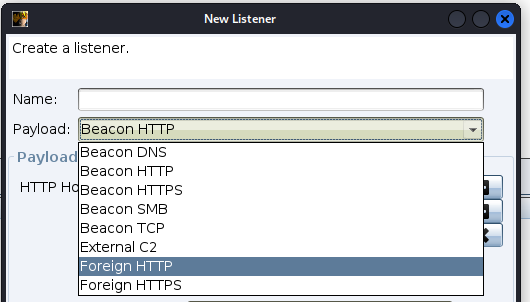 New Listener
Create a listener.
Name:
Payload: Beacon HTTP
Beacon DNS
Payload
Beacon HTTP
HTTP Ho
Beacon HTTPS
Beacon SMB
Beacon TCP
External C2
Foreign HTTP
Foreign HTTPS